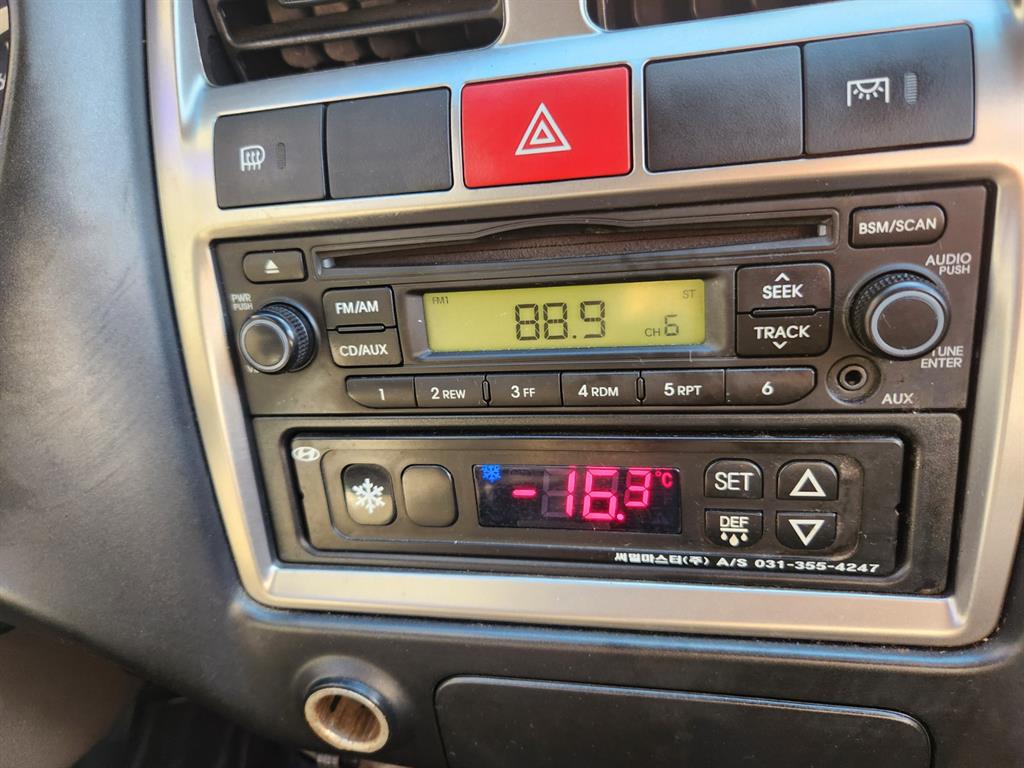 BSM/SCAN
PWR
PUSH
FM/AM
CD/AUX
FM1
88.9
ST
CH 6
SEEK
TRACK
AUDIO
PUSH
TUNE
ENTER
1
2 REW
3 FF
4 RDM
5 RPT
6
AUX
-16.3 °C
SET
DEF
써멀마스터(주) A/S 031-355-4247